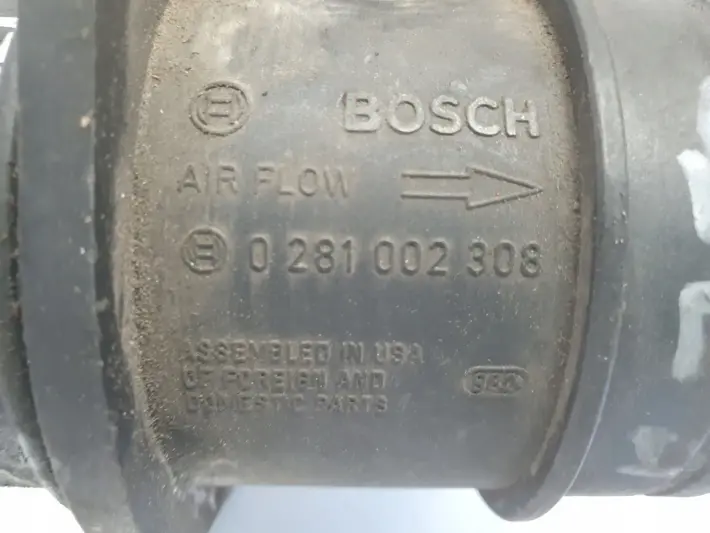 BOSCH
AIR FLOW
0 281 002 308
ASSEMBLED IN USA
OF FOREIGN AND
DOMESTIC PARTS